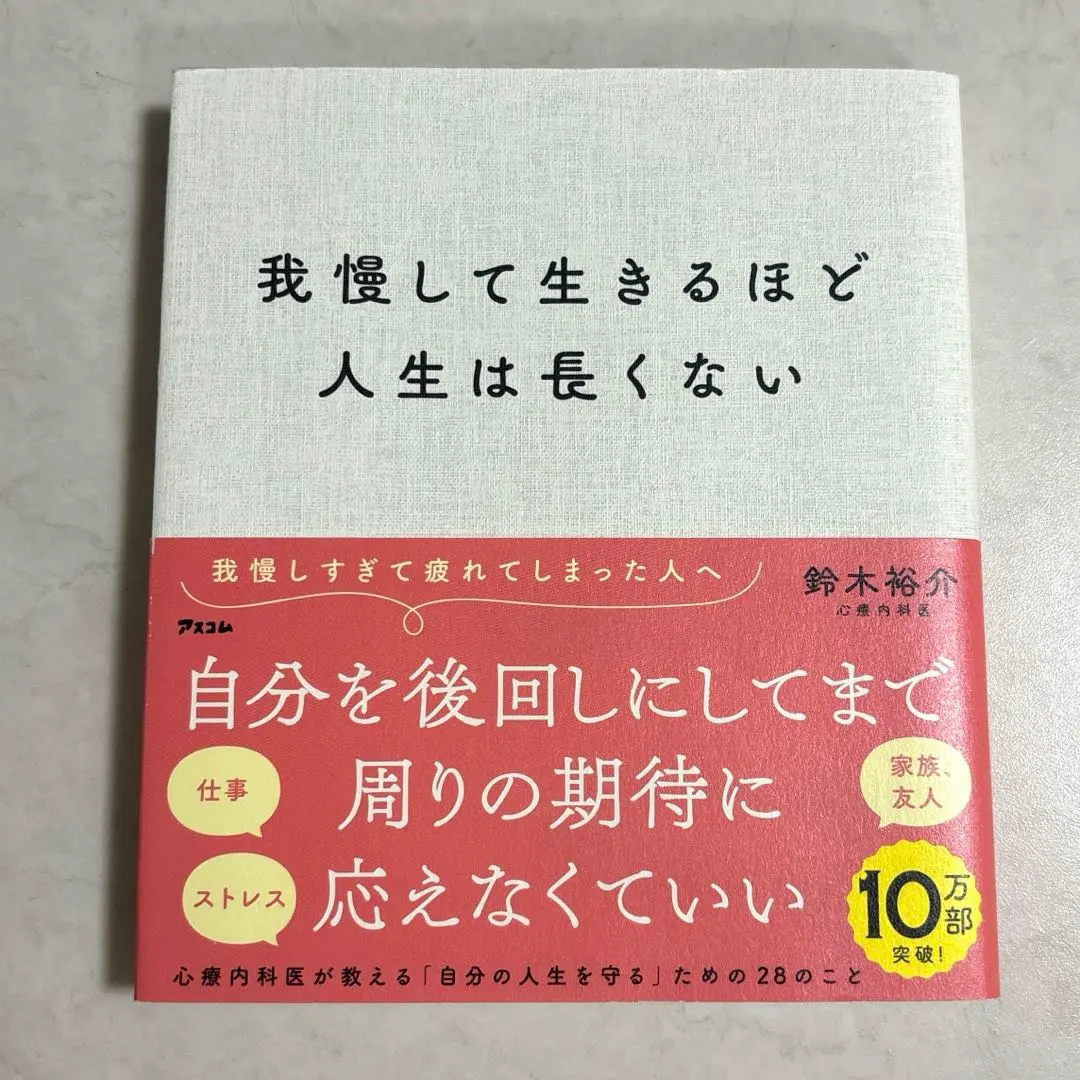 我慢して生きるほど
人生は長くない
我慢しすぎて疲れてしまった人へ
鈴木裕介
心療内科医
アスコム
自分を後回しにしてまで
仕事
周りの期待に
家族、
友人
ストレス
応えなくていい
10万部
突破!
心療内科医が教える「自分の人生を守る」ための28のこと